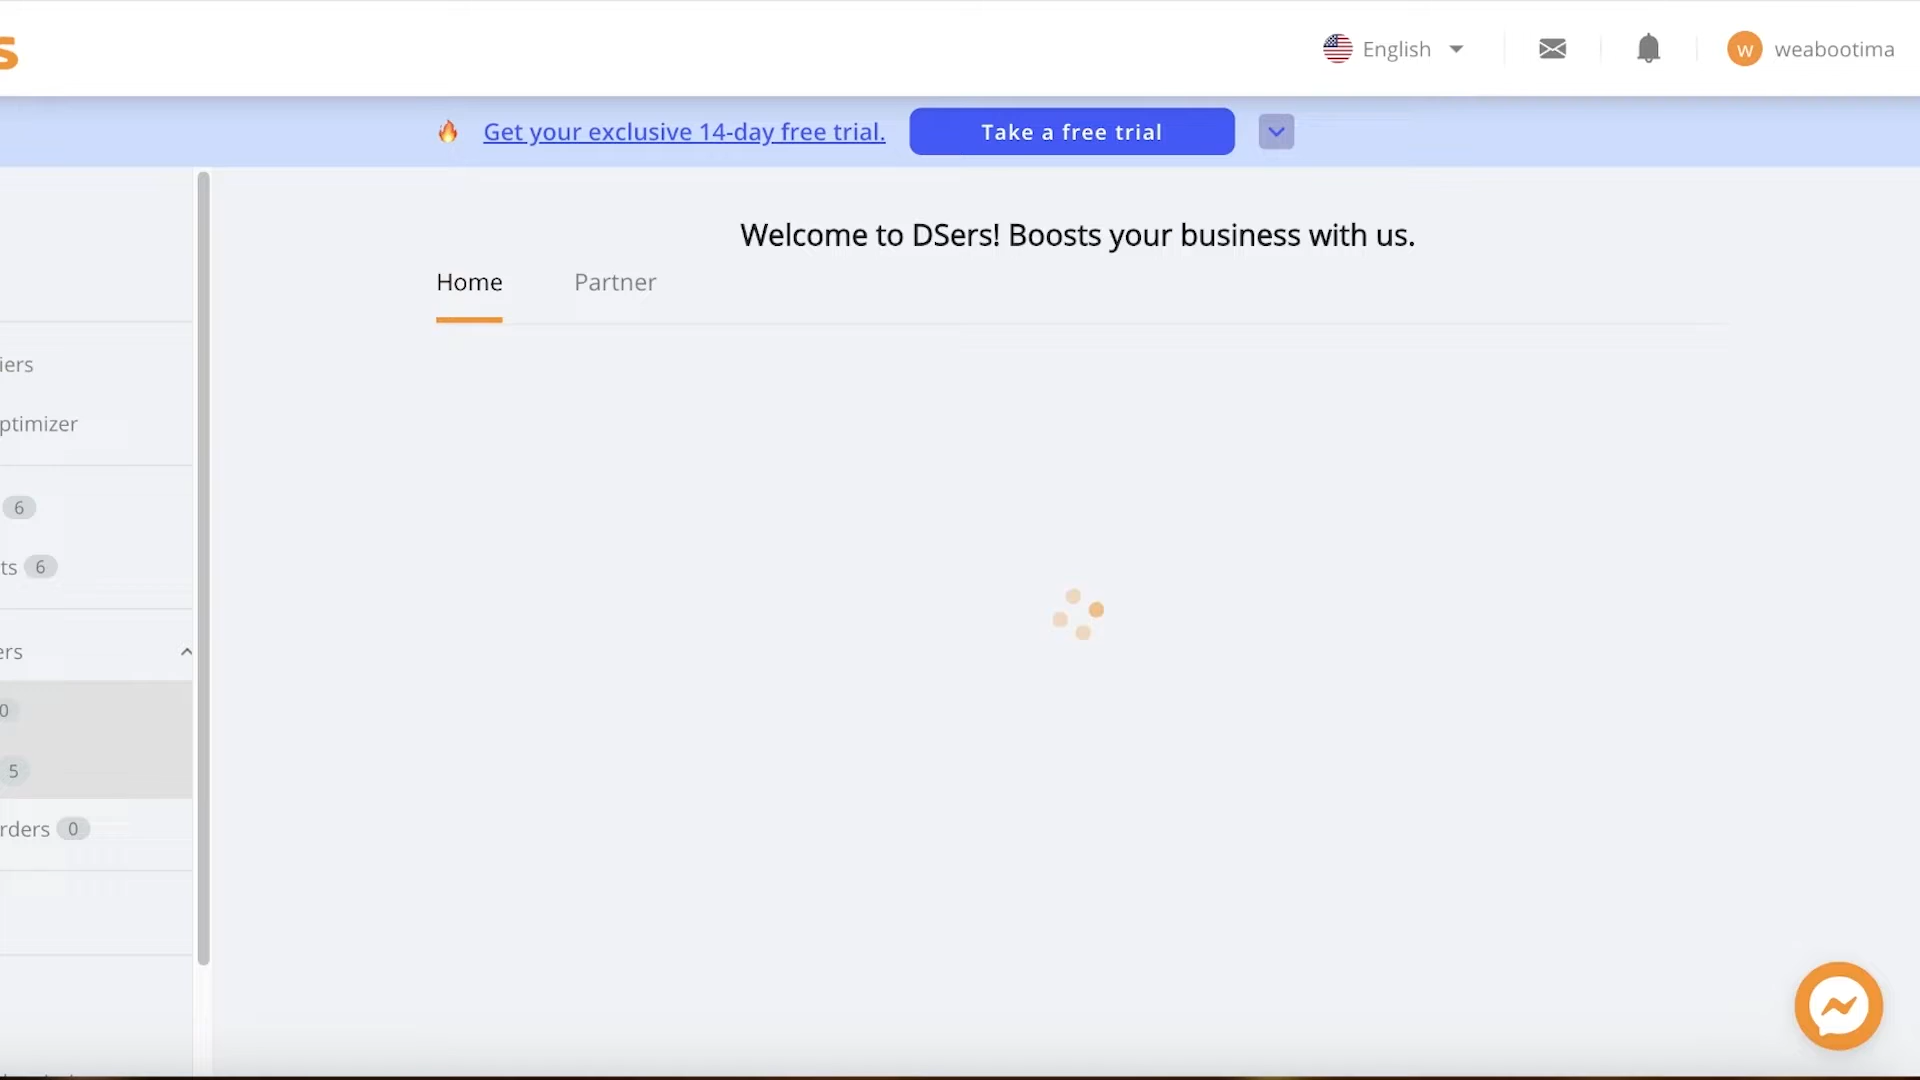 s
English
w weabootima
Get your exclusive 14-day free trial.
Take a free trial
Welcome to DSers! Boosts your business with us.
Home
Partner
iers
ptimizer
6
ts 6
ers
0
5
rders 0